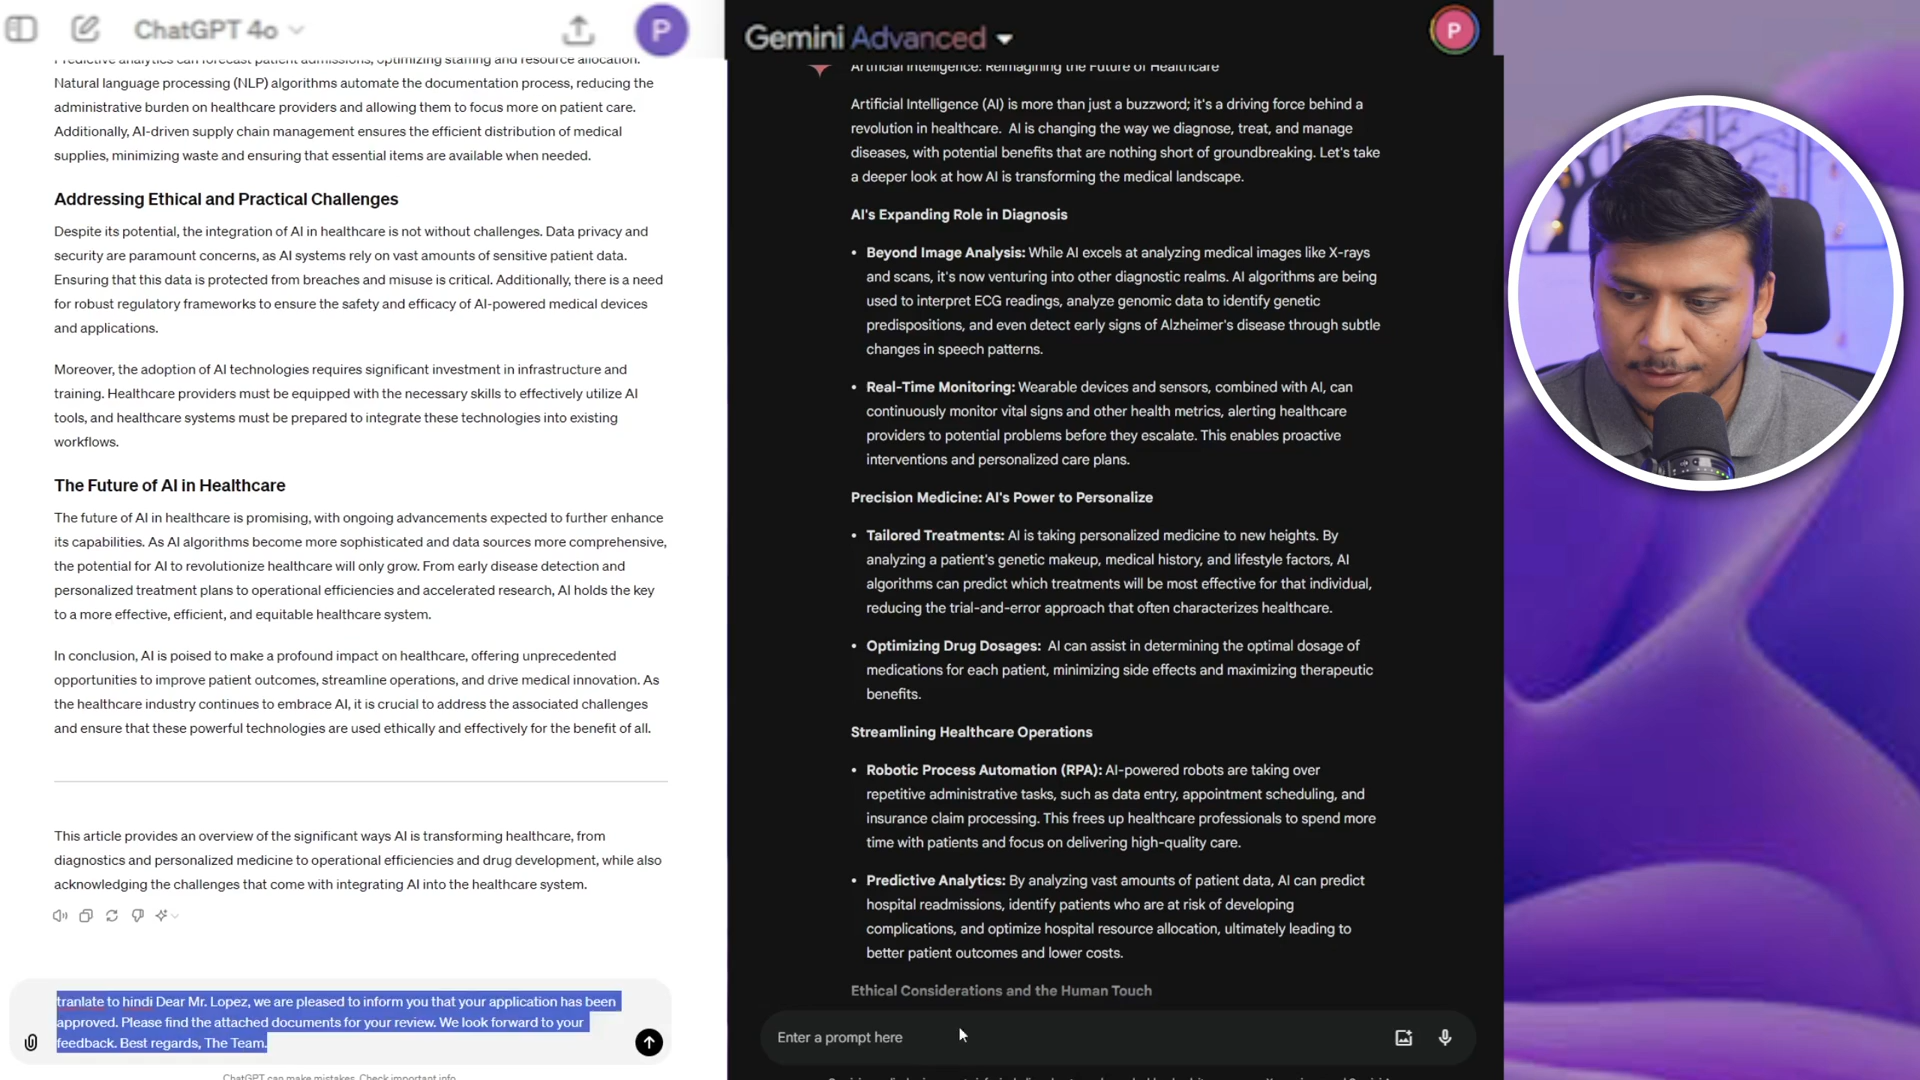 ChatGPT 4o
P
Predictive analytics can forecast patient admissions, optimizing staffing and resource allocation.
Natural language processing (NLP) algorithms automate the documentation process, reducing the
administrative burden on healthcare providers and allowing them to focus more on patient care.
Additionally, AI-driven supply chain management ensures the efficient distribution of medical
supplies, minimizing waste and ensuring that essential items are available when needed.
Addressing Ethical and Practical Challenges
Despite its potential, the integration of AI in healthcare is not without challenges. Data privacy and
security are paramount concerns, as AI systems rely on vast amounts of sensitive patient data.
Ensuring that this data is protected from breaches and misuse is critical. Additionally, there is a need
for robust regulatory frameworks to ensure the safety and efficacy of AI-powered medical devices
and applications.
Moreover, the adoption of AI technologies requires significant investment in infrastructure and
training. Healthcare providers must be equipped with the necessary skills to effectively utilize AI
tools, and healthcare systems must be prepared to integrate these technologies into existing
workflows.
The Future of AI in Healthcare
The future of AI in healthcare is promising, with ongoing advancements expected to further enhance
its capabilities. As AI algorithms become more sophisticated and data sources more comprehensive,
the potential for AI to revolutionize healthcare will only grow. From early disease detection and
personalized treatment plans to operational efficiencies and accelerated research, AI holds the key
to a more effective, efficient, and equitable healthcare system.
In conclusion, AI is poised to make a profound impact on healthcare, offering unprecedented
opportunities to improve patient outcomes, streamline operations, and drive medical innovation. As
the healthcare industry continues to embrace AI, it is crucial to address the associated challenges
and ensure that these powerful technologies are used ethically and effectively for the benefit of all.
This article provides an overview of the significant ways AI is transforming healthcare, from
diagnostics and personalized medicine to operational efficiencies and drug development, while also
acknowledging the challenges that come with integrating AI into the healthcare system.
tranlate to hindi Dear Mr. Lopez, we are pleased to inform you that your application has been
approved. Please find the attached documents for your review. We look forward to your
feedback. Best regards, The Team.
ChatGPT can make mistakes. Check important info.
Gemini Advanced
P
Artificial Intelligence: Reimagining the Future of Healthcare
Artificial Intelligence (AI) is more than just a buzzword; it's a driving force behind a
revolution in healthcare. AI is changing the way we diagnose, treat, and manage
diseases, with potential benefits that are nothing short of groundbreaking. Let's take
a deeper look at how AI is transforming the medical landscape.
AI's Expanding Role in Diagnosis
• Beyond Image Analysis: While AI excels at analyzing medical images like X-rays
and scans, it's now venturing into other diagnostic realms. AI algorithms are being
used to interpret ECG readings, analyze genomic data to identify genetic
predispositions, and even detect early signs of Alzheimer's disease through subtle
changes in speech patterns.
• Real-Time Monitoring: Wearable devices and sensors, combined with AI, can
continuously monitor vital signs and other health metrics, alerting healthcare
providers to potential problems before they escalate. This enables proactive
interventions and personalized care plans.
Precision Medicine: AI's Power to Personalize
• Tailored Treatments: AI is taking personalized medicine to new heights. By
analyzing a patient's genetic makeup, medical history, and lifestyle factors, AI
algorithms can predict which treatments will be most effective for that individual,
reducing the trial-and-error approach that often characterizes healthcare.
• Optimizing Drug Dosages: AI can assist in determining the optimal dosage of
medications for each patient, minimizing side effects and maximizing therapeutic
benefits.
Streamlining Healthcare Operations
• Robotic Process Automation (RPA): AI-powered robots are taking over
repetitive administrative tasks, such as data entry, appointment scheduling, and
insurance claim processing. This frees up healthcare professionals to spend more
time with patients and focus on delivering high-quality care.
• Predictive Analytics: By analyzing vast amounts of patient data, AI can predict
hospital readmissions, identify patients who are at risk of developing
complications, and optimize hospital resource allocation, ultimately leading to
better patient outcomes and lower costs.
Ethical Considerations and the Human Touch
Enter a prompt here